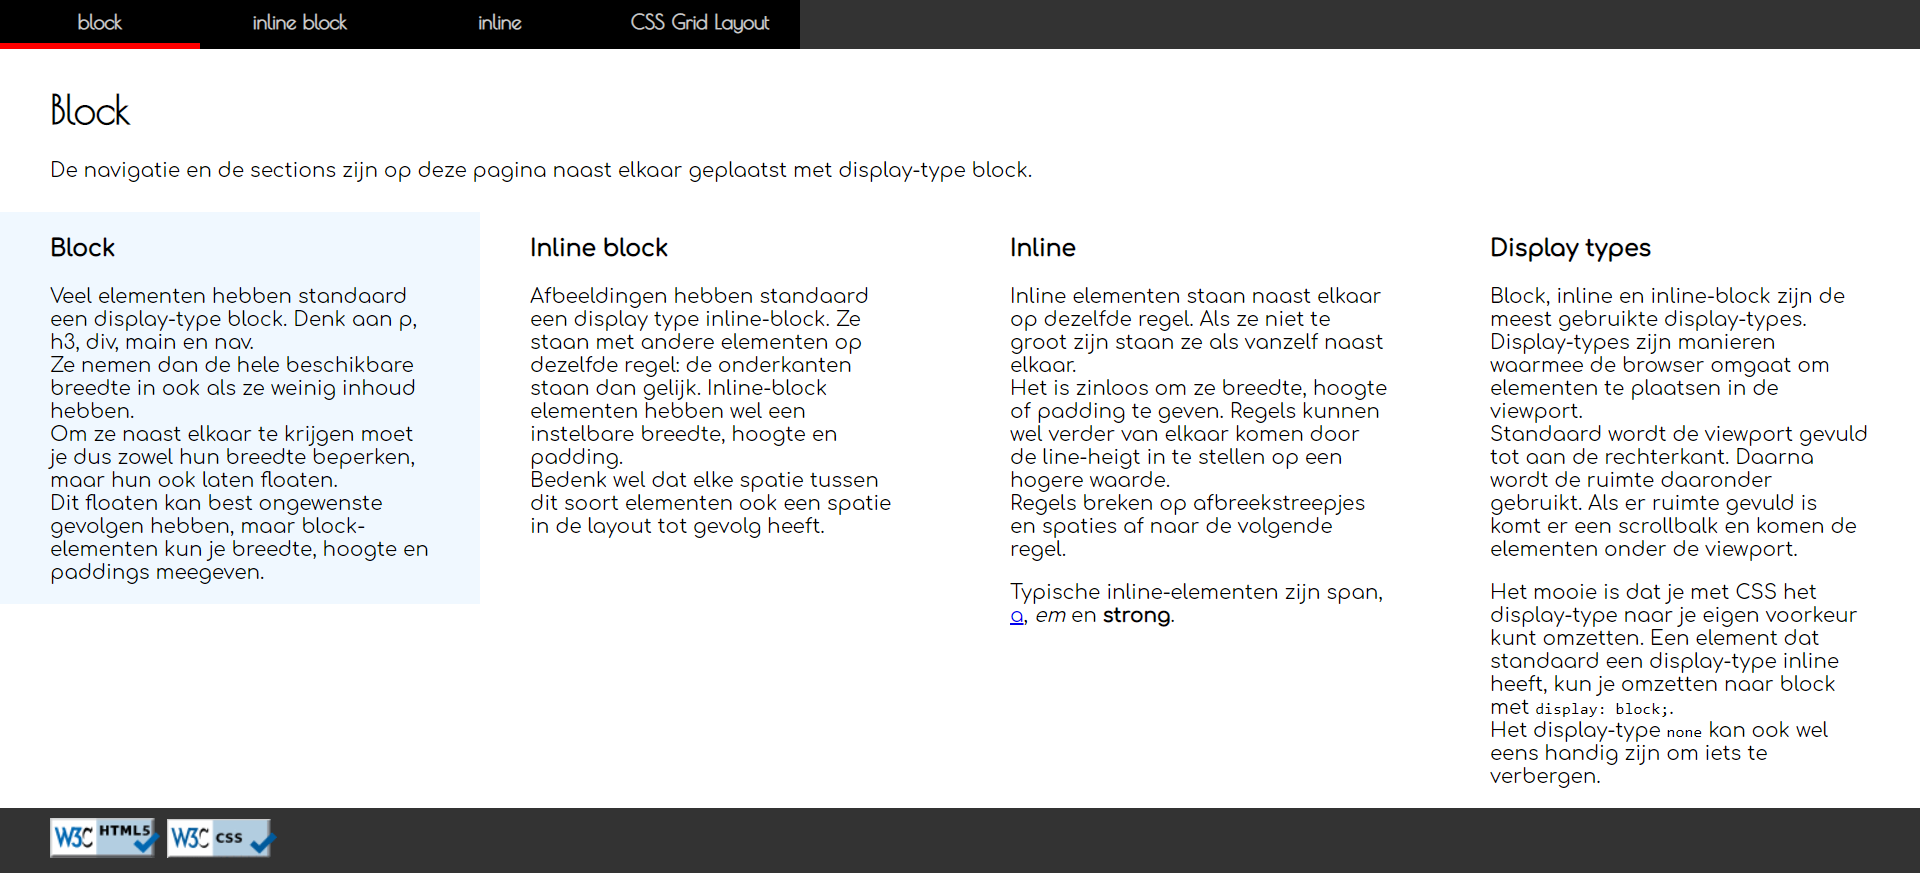 block
inline block
inline
CSS Grid Layout
Block
De navigatie en de sections zijn op deze pagina naast elkaar geplaatst met display-type block.
Block
Veel elementen hebben standaard
een display-type block. Denk aan p,
h3, div, main en nav.
Ze nemen dan de hele beschikbare
breedte in ook als ze weinig inhoud
hebben.
Om ze naast elkaar te krijgen moet
je dus zowel hun breedte beperken,
maar hun ook laten floaten.
Dit floaten kan best ongewenste
gevolgen hebben, maar block-
elementen kun je breedte, hoogte en
paddings meegeven.
Inline block
Afbeeldingen hebben standaard
een display type inline-block. Ze
staan met andere elementen op
dezelfde regel: de onderkanten
staan dan gelijk. Inline-block
elementen hebben wel een
instelbare breedte, hoogte en
padding.
Bedenk wel dat elke spatie tussen
dit soort elementen ook een spatie
in de layout tot gevolg heeft.
Inline
Inline elementen staan naast elkaar
op dezelfde regel. Als ze niet te
groot zijn staan ze als vanzelf naast
elkaar.
Het is zinloos om ze breedte, hoogte
of padding te geven. Regels kunnen
wel verder van elkaar komen door
de line-heigt in te stellen op een
hogere waarde.
Regels breken op afbreekstreepjes
en spaties af naar de volgende
regel.
Typische inline-elementen zijn span,
a, em en strong.
Display types
Block, inline en inline-block zijn de
meest gebruikte display-types.
Display-types zijn manieren
waarmee de browser omgaat om
elementen te plaatsen in de
viewport.
Standaard wordt de viewport gevuld
tot aan de rechterkant. Daarna
wordt de ruimte daaronder
gebruikt. Als er ruimte gevuld is
komt er een scrollbalk en komen de
elementen onder de viewport.
Het mooie is dat je met CSS het
display-type naar je eigen voorkeur
kunt omzetten. Een element dat
standaard een display-type inline
heeft, kun je omzetten naar block
met display: block;.
Het display-type none kan ook wel
eens handig zijn om iets te
verbergen.
W3C HTML5
W3C CSS